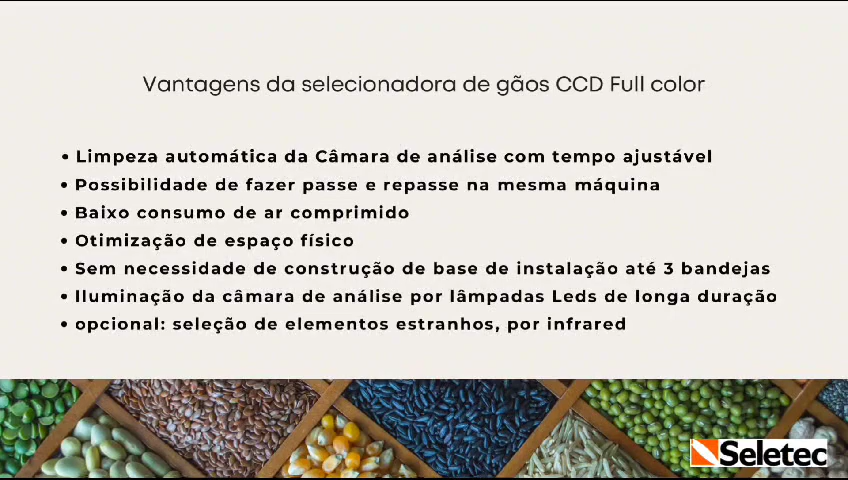 Vantagens da selecionadora de gãos CCD Full color
• Limpeza automática da Câmara de análise com tempo ajustável
• Possibilidade de fazer passe e repasse na mesma máquina
• Baixo consumo de ar comprimido
• Otimização de espaço físico
• Sem necessidade de construção de base de instalação até 3 bandejas
• Iluminação da câmara de análise por lâmpadas Leds de longa duração
• opcional: seleção de elementos estranhos, por infrared
Seletec